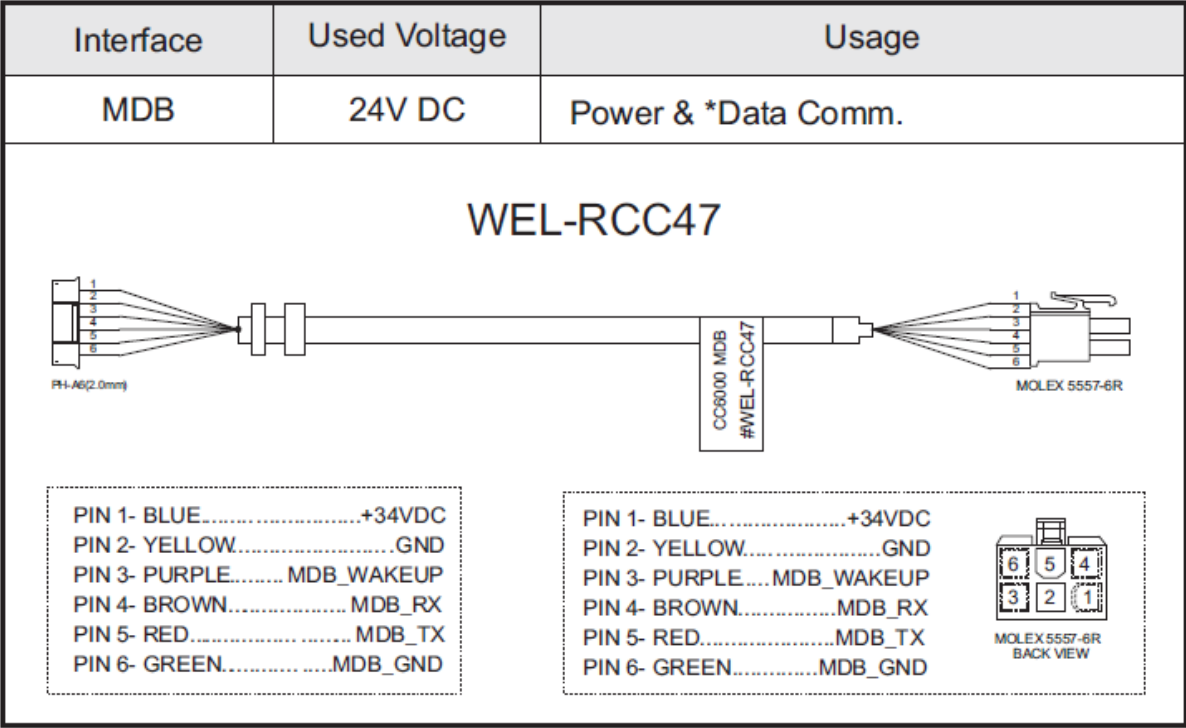 Interface Used Voltage Usage
MDB 24V DC Power & *Data Comm.
WEL-RCC47
1
2
3
4
5
6
PH-A6(2.0mm)
CC6000 MDB
#WEL-RCC47
1
2
3
4
5
6
MOLEX 5557-6R
PIN 1- BLUE..............................+34VDC
PIN 2- YELLOW..........................GND
PIN 3- PURPLE......... MDB_WAKEUP
PIN 4- BROWN................... MDB_RX
PIN 5- RED.................. ......... MDB_TX
PIN 6- GREEN............. .....MDB_GND
PIN 1- BLUE... ....................+34VDC
PIN 2- YELLOW..... .................GND
PIN 3- PURPLE.....MDB_WAKEUP
PIN 4- BROWN................MDB_RX
PIN 5- RED......................MDB_TX
PIN 6- GREEN..............MDB_GND
6 5 4
3 2 1
MOLEX 5557-6R
BACK VIEW